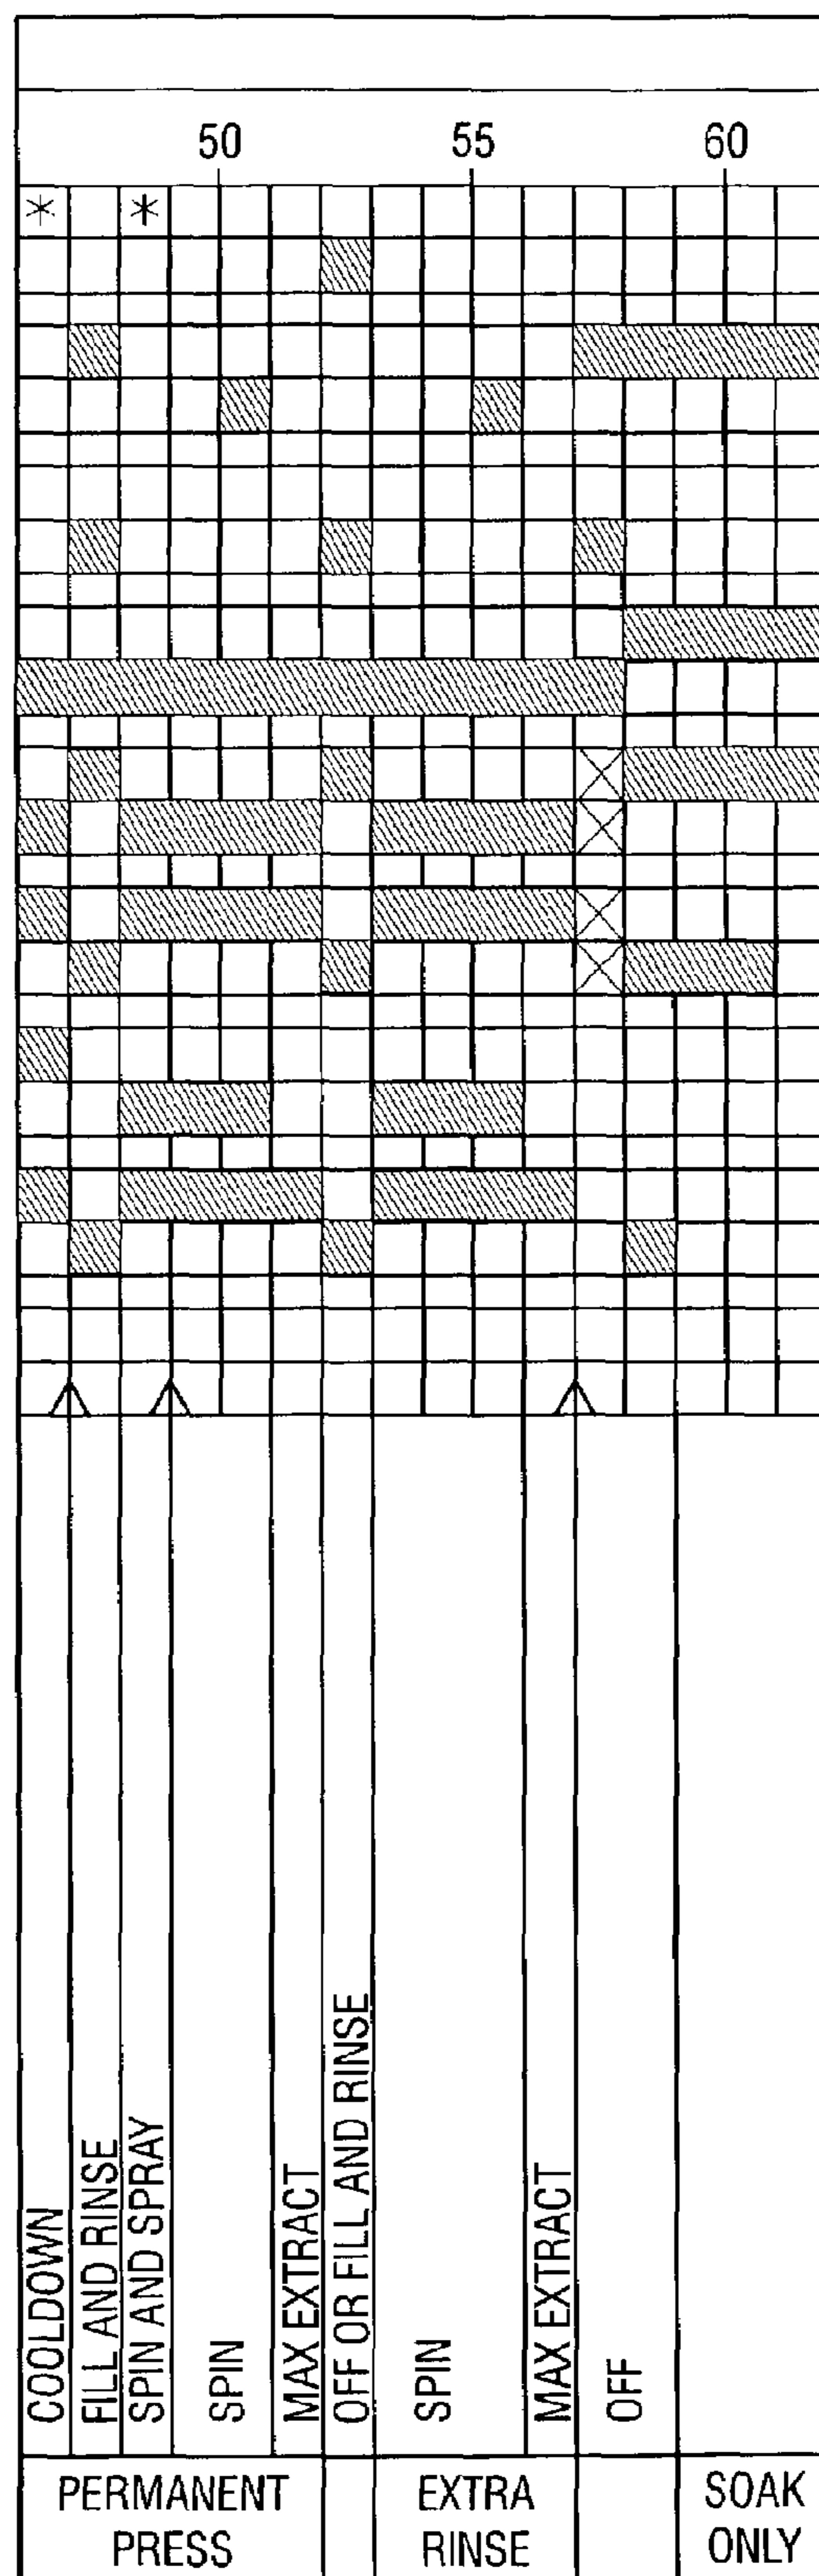 50 55 60
* *
COOLDOWN
FILL AND RINSE
SPIN AND SPRAY
SPIN
MAX EXTRACT
OFF OR FILL AND RINSE
SPIN
MAX EXTRACT
OFF
PERMANENT
PRESS
EXTRA
RINSE
SOAK
ONLY